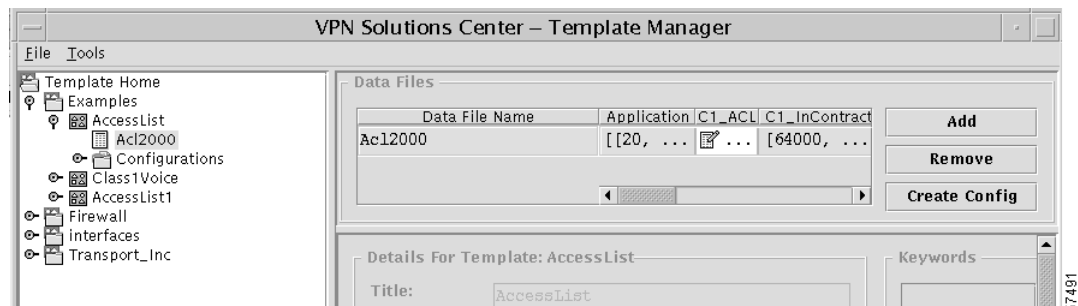 VPN Solutions Center – Template Manager
File Tools
Template Home
Examples
AccessList
Acl2000
Configurations
Class1Voice
AccessList1
Firewall
interfaces
Transport_Inc
Data Files
Data File Name Application C1_ACL C1_InContract
Acl2000 [[20, ... ... [64000, ...
Add
Remove
Create Config
Details For Template: AccessList
Keywords
Title: AccessList
7491